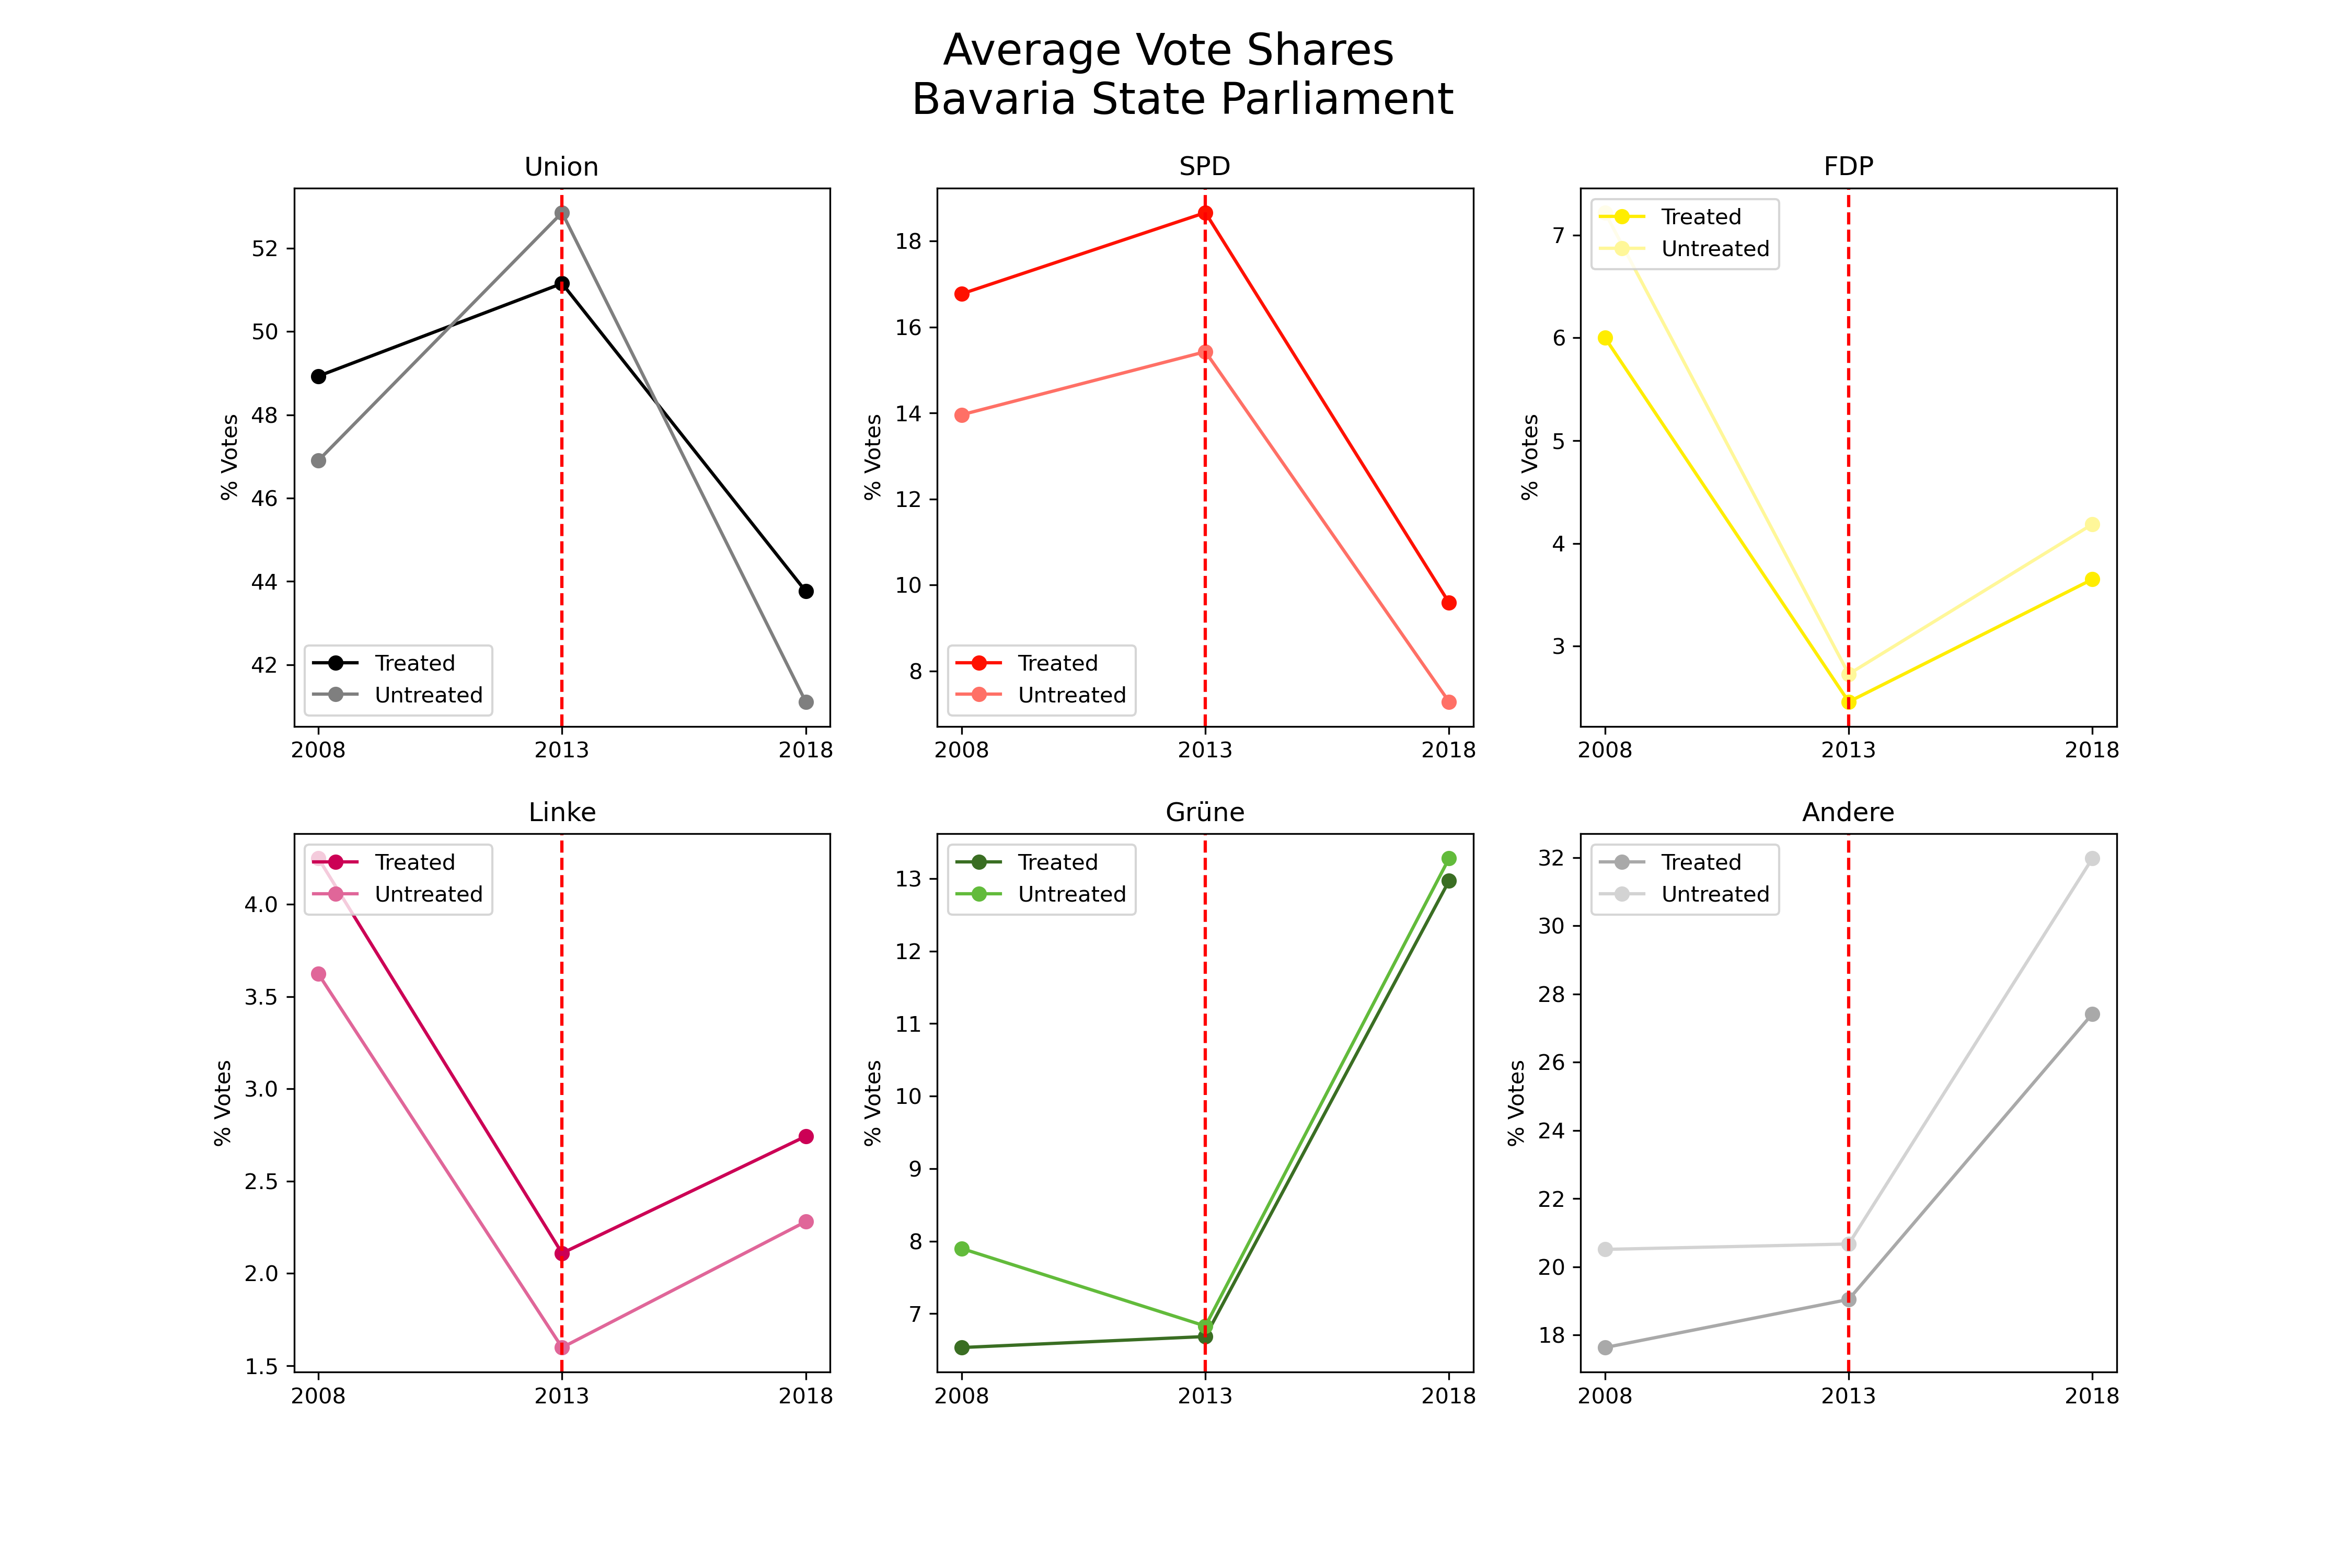 Average Vote Shares
Bavaria State Parliament
Union
% Votes
52
50
48
46
44
42
Treated
Untreated
2008
2013
2018
SPD
% Votes
18
16
14
12
10
8
Treated
Untreated
2008
2013
2018
FDP
% Votes
7
6
5
4
3
Treated
Untreated
2008
2013
2018
Linke
% Votes
4.0
3.5
3.0
2.5
2.0
1.5
Treated
Untreated
2008
2013
2018
Grüne
% Votes
13
12
11
10
9
8
7
Treated
Untreated
2008
2013
2018
Andere
% Votes
32
30
28
26
24
22
20
18
Treated
Untreated
2008
2013
2018